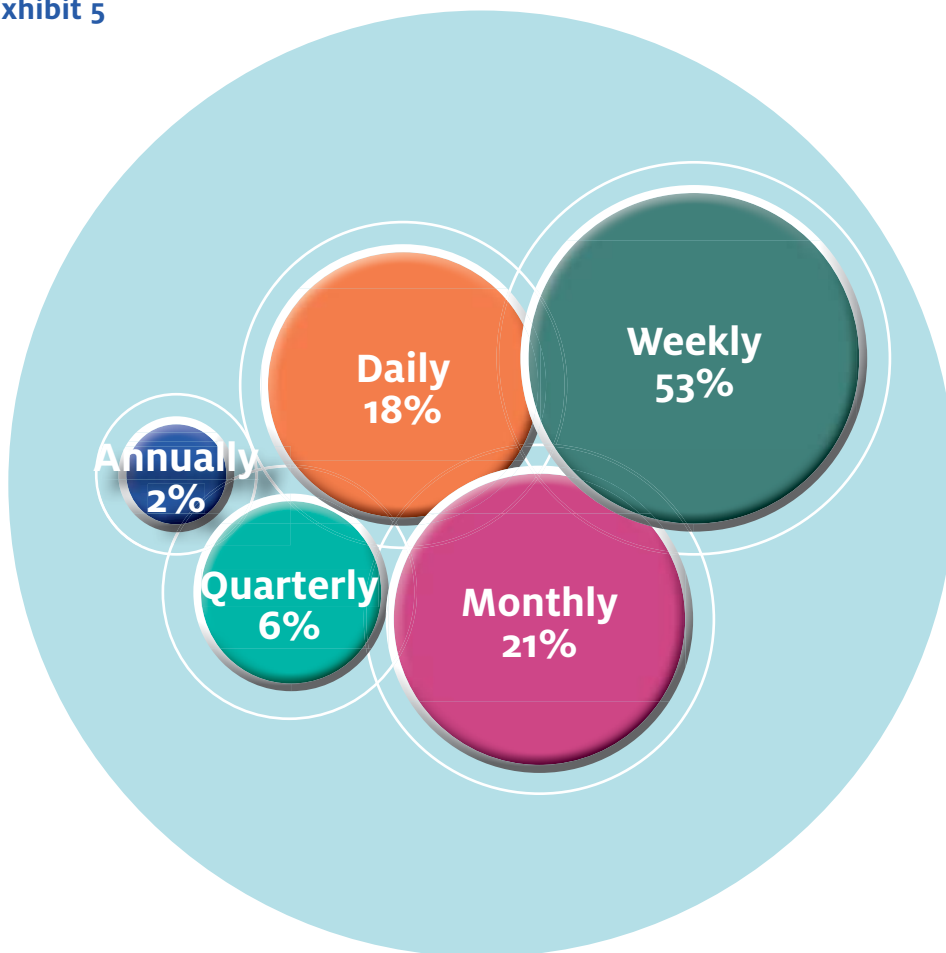 xhibit 5
Weekly
53%
Daily
18%
Annually
2%
Quarterly
6%
Monthly
21%